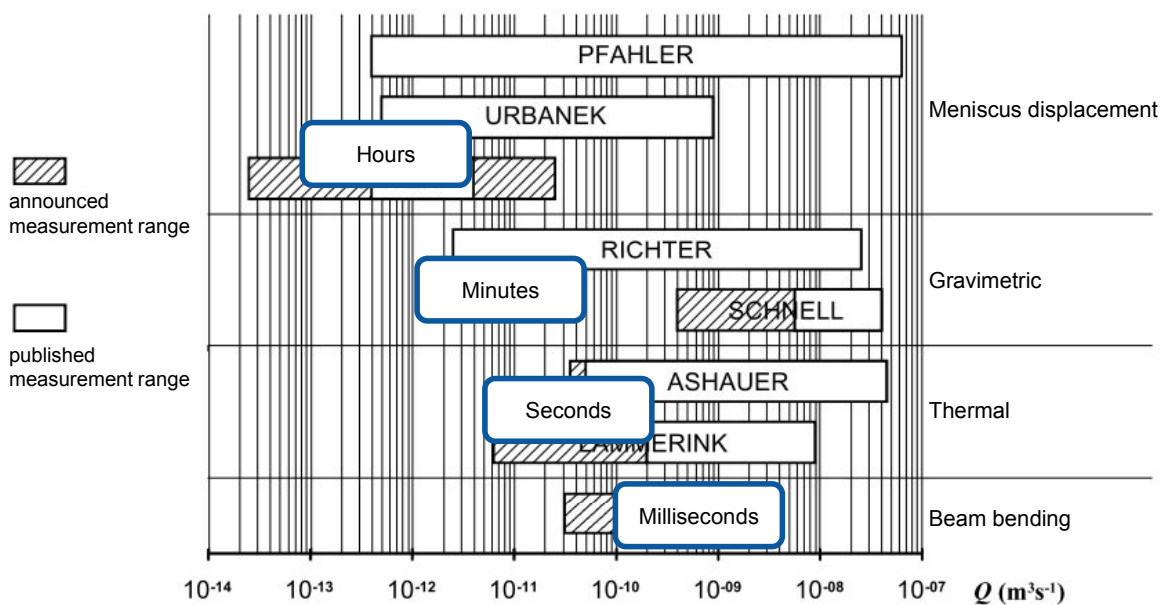 PFAHLER
Meniscus displacement
URBANEK
Hours
announced
measurement range
RICHTER
Gravimetric
Minutes
SCHNELL
published
measurement range
ASHAUER
Thermal
Seconds
LAMMERINK
Milliseconds
Beam bending
10⁻¹⁴ 10⁻¹³ 10⁻¹² 10⁻¹¹ 10⁻¹⁰ 10⁻⁰⁹ 10⁻⁰⁸ 10⁻⁰⁷ Q (m³s⁻¹)